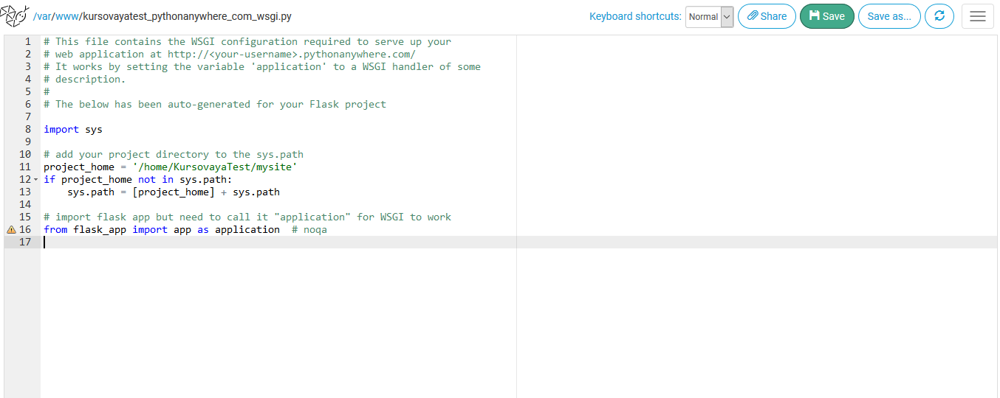 /var/www/kursovayatest_pythonanywhere_com_wsgi.py Keyboard shortcuts: Normal Share Save Save as...
1 # This file contains the WSGI configuration required to serve up your
2 # web application at http://<your-username>.pythonanywhere.com/
3 # It works by setting the variable 'application' to a WSGI handler of some
4 # description.
5 #
6 # The below has been auto-generated for your Flask project
7
8 import sys
9
10 # add your project directory to the sys.path
11 project_home = '/home/KursovayaTest/mysite'
12 if project_home not in sys.path:
13     sys.path = [project_home] + sys.path
14
15 # import flask app but need to call it "application" for WSGI to work
16 from flask_app import app as application  # noqa
17